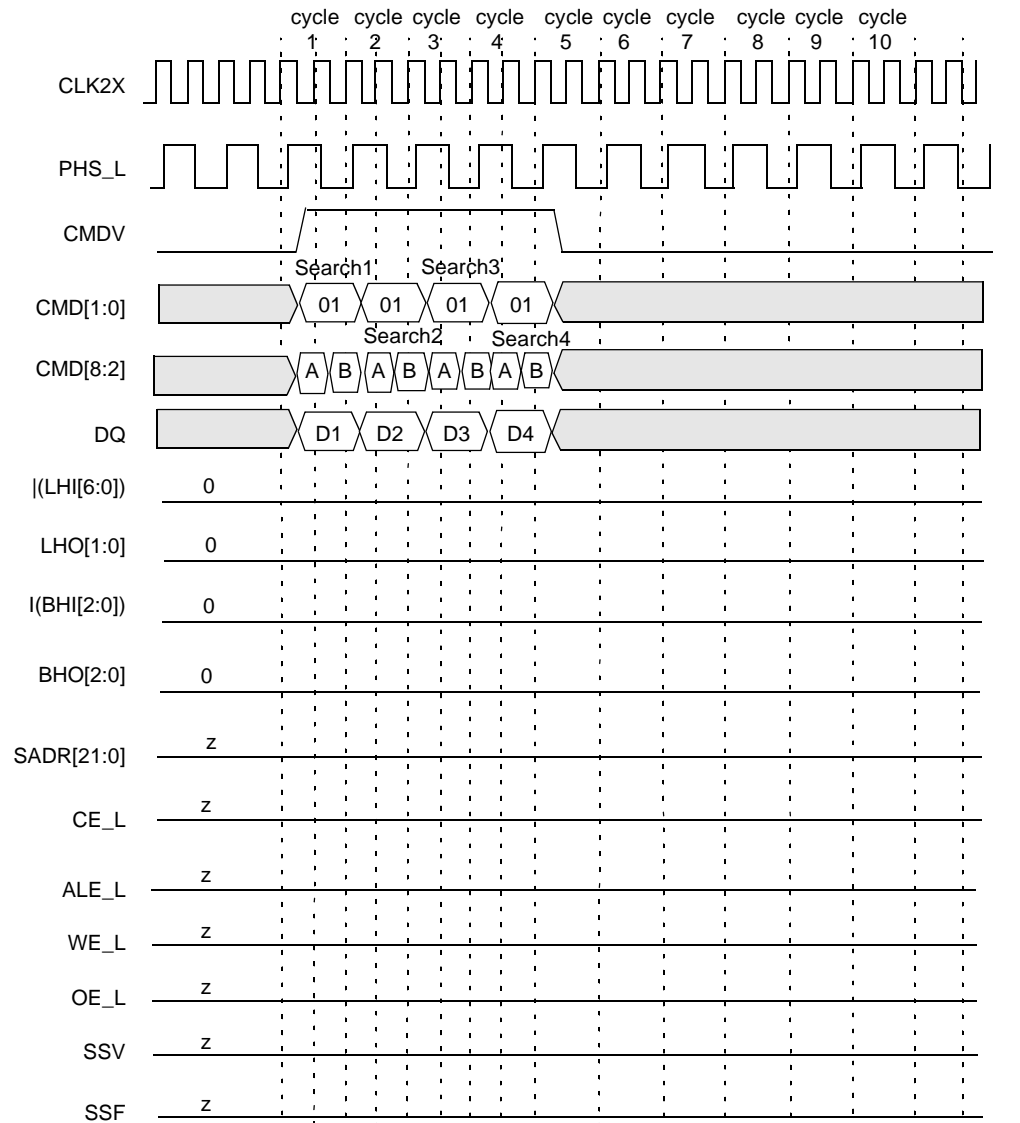 cycle cycle cycle cycle cycle cycle cycle cycle cycle cycle
1 2 3 4 5 6 7 8 9 10
CLK2X
PHS_L
CMDV
Search1 Search3
CMD[1:0] 01 01 01 01
Search2 Search4
CMD[8:2] A B A B A B A B
DQ D1 D2 D3 D4
|(LHI[6:0]) 0
LHO[1:0] 0
I(BHI[2:0]) 0
BHO[2:0] 0
SADR[21:0] z
CE_L z
ALE_L z
WE_L z
OE_L z
SSV z
SSF z